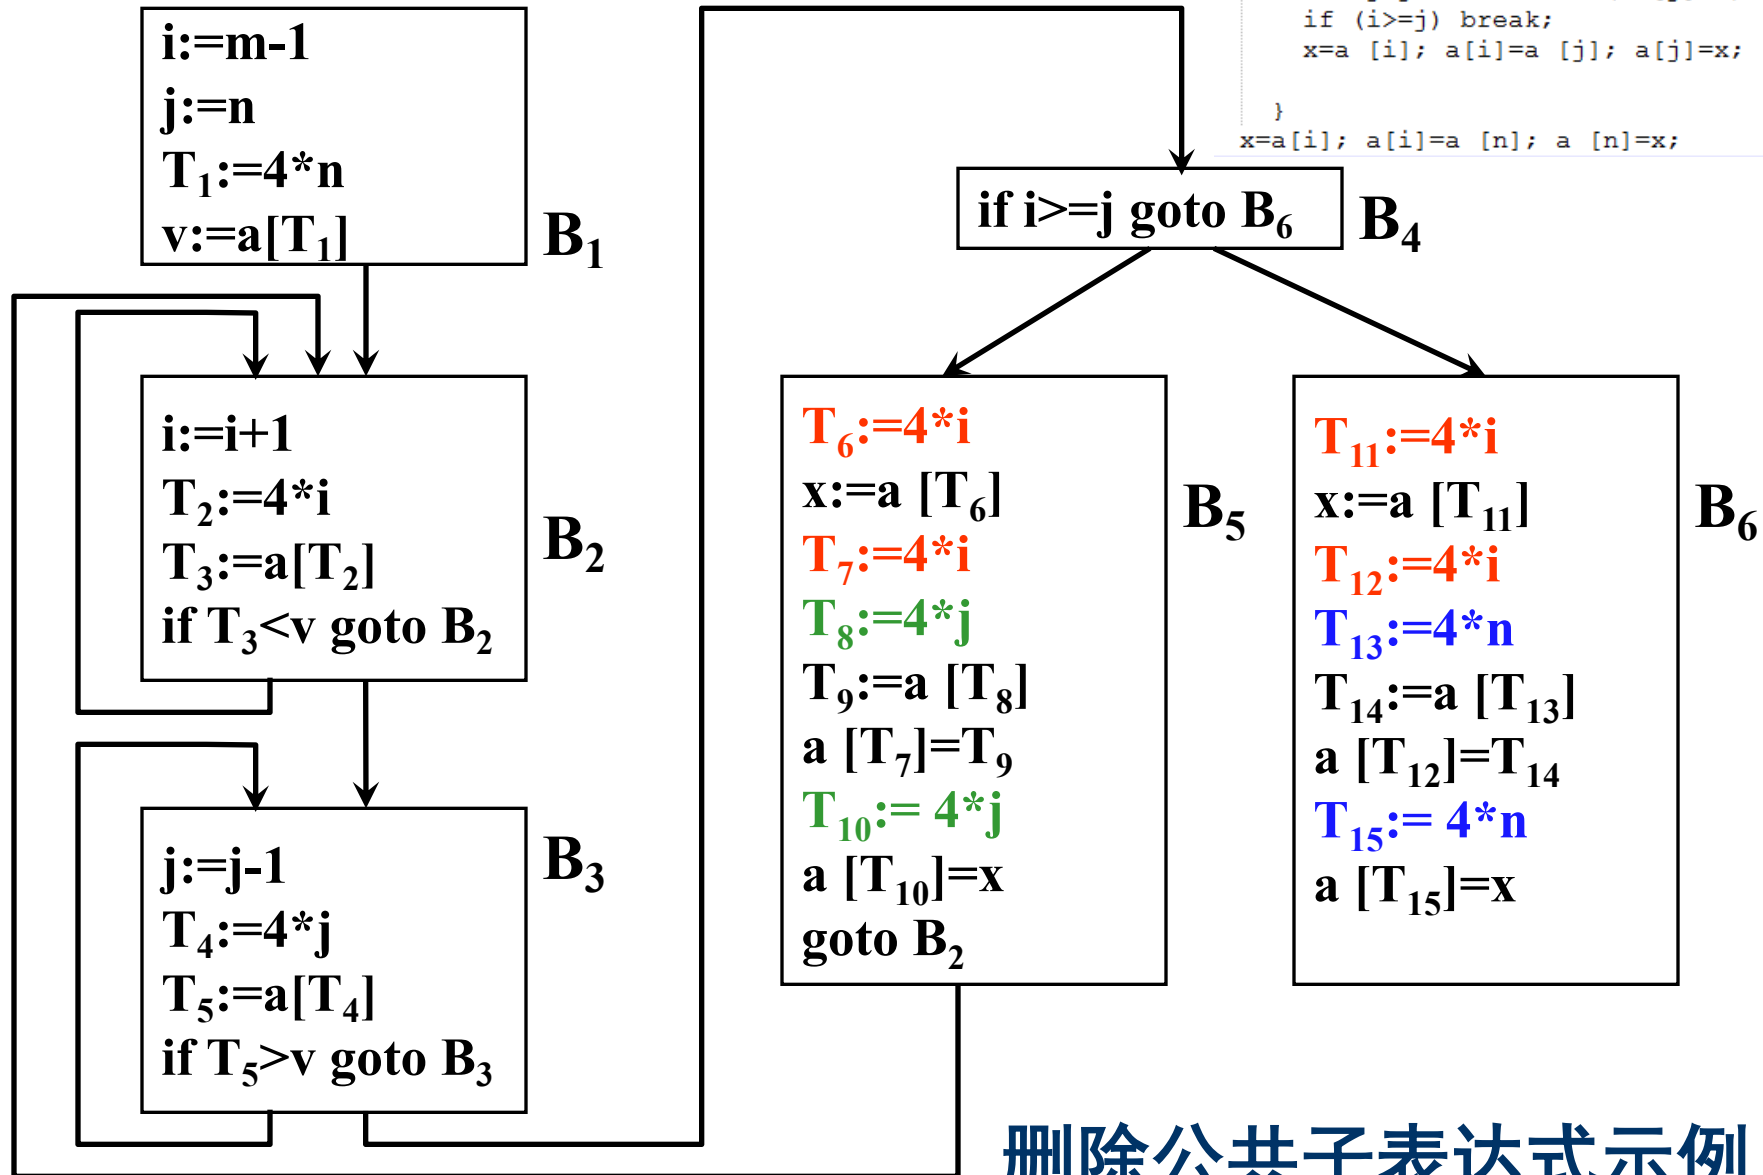 i:=m-1
j:=n
T₁:=4*n
v:=a[T₁]
B₁
i:=i+1
T₂:=4*i
T₃:=a[T₂]
if T₃<v goto B₂
B₂
j:=j-1
T₄:=4*j
T₅:=a[T₄]
if T₅>v goto B₃
B₃
if (i>=j) break;
x=a [i]; a[i]=a [j]; a[j]=x;
}
x=a[i]; a[i]=a [n]; a [n]=x;
if i>=j goto B₆
B₄
T₆:=4*i
x:=a [T₆]
T₇:=4*i
T₈:=4*j
T₉:=a [T₈]
a [T₇]=T₉
T₁₀:= 4*j
a [T₁₀]=x
goto B₂
B₅
T₁₁:=4*i
x:=a [T₁₁]
T₁₂:=4*i
T₁₃:=4*n
T₁₄:=a [T₁₃]
a [T₁₂]=T₁₄
T₁₅:= 4*n
a [T₁₅]=x
B₆
删除公共子表达式示例